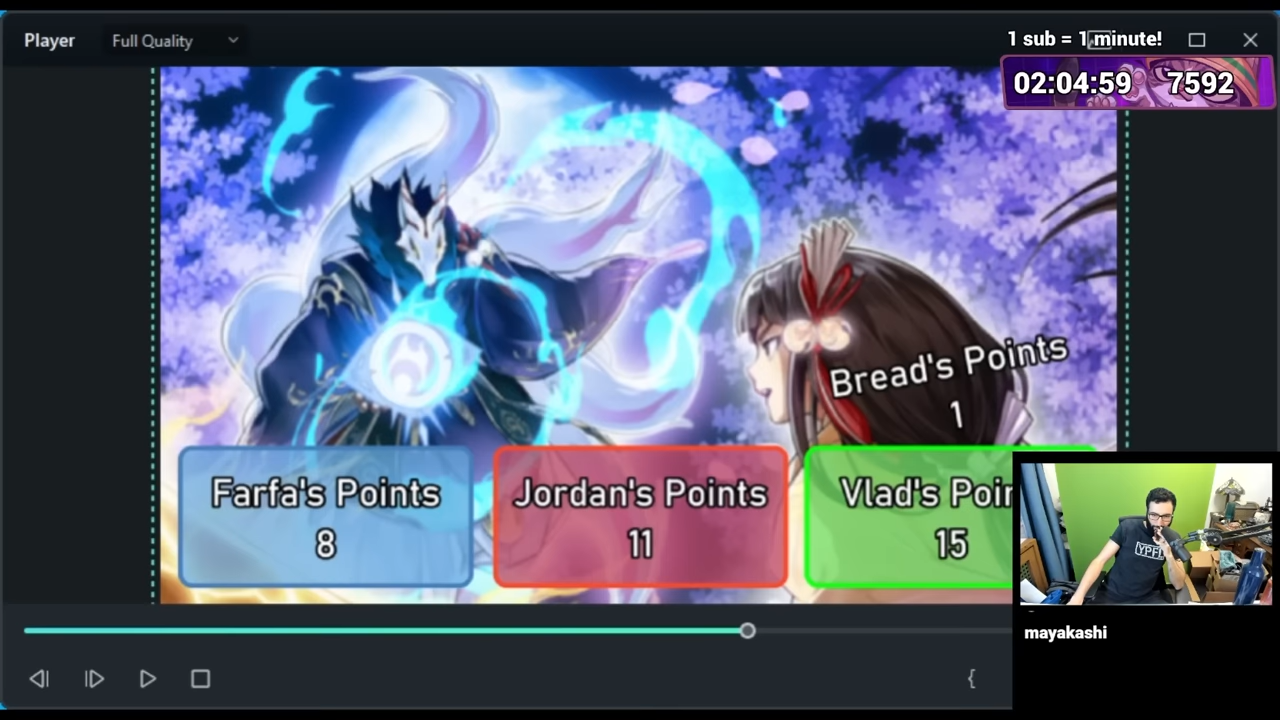 Player
Full Quality
1 sub = 1 minute!
02:04:59 7592
Bread's Points
1
Farfa's Points
8
Jordan's Points
11
Vlad's Poin
15
YPF
mayakashi